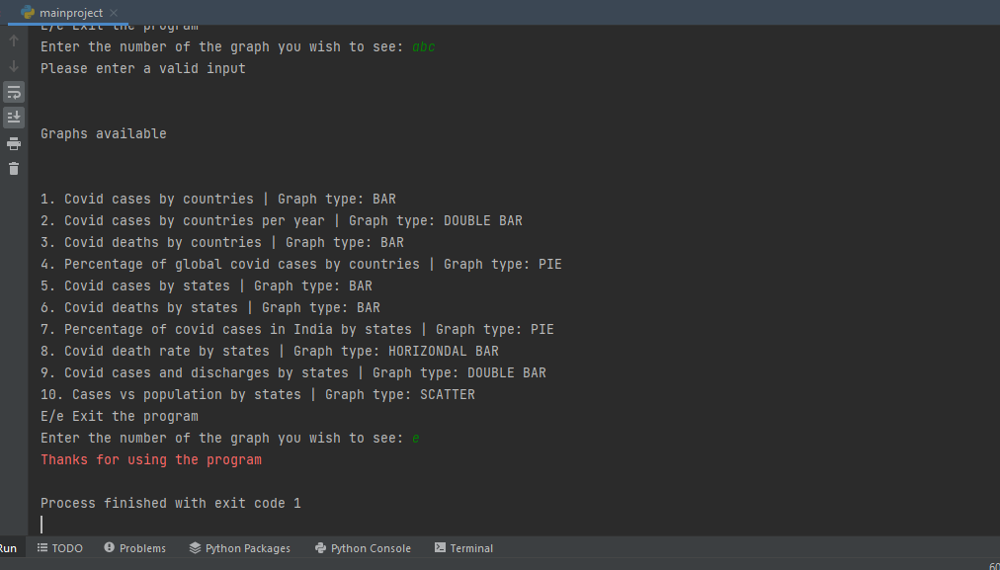 mainproject
E/e Exit the program
Enter the number of the graph you wish to see: abc
Please enter a valid input
Graphs available
1. Covid cases by countries | Graph type: BAR
2. Covid cases by countries per year | Graph type: DOUBLE BAR
3. Covid deaths by countries | Graph type: BAR
4. Percentage of global covid cases by countries | Graph type: PIE
5. Covid cases by states | Graph type: BAR
6. Covid deaths by states | Graph type: BAR
7. Percentage of covid cases in India by states | Graph type: PIE
8. Covid death rate by states | Graph type: HORIZONDAL BAR
9. Covid cases and discharges by states | Graph type: DOUBLE BAR
10. Cases vs population by states | Graph type: SCATTER
E/e Exit the program
Enter the number of the graph you wish to see: e
Thanks for using the program
Process finished with exit code 1
Run TODO Problems Python Packages Python Console Terminal